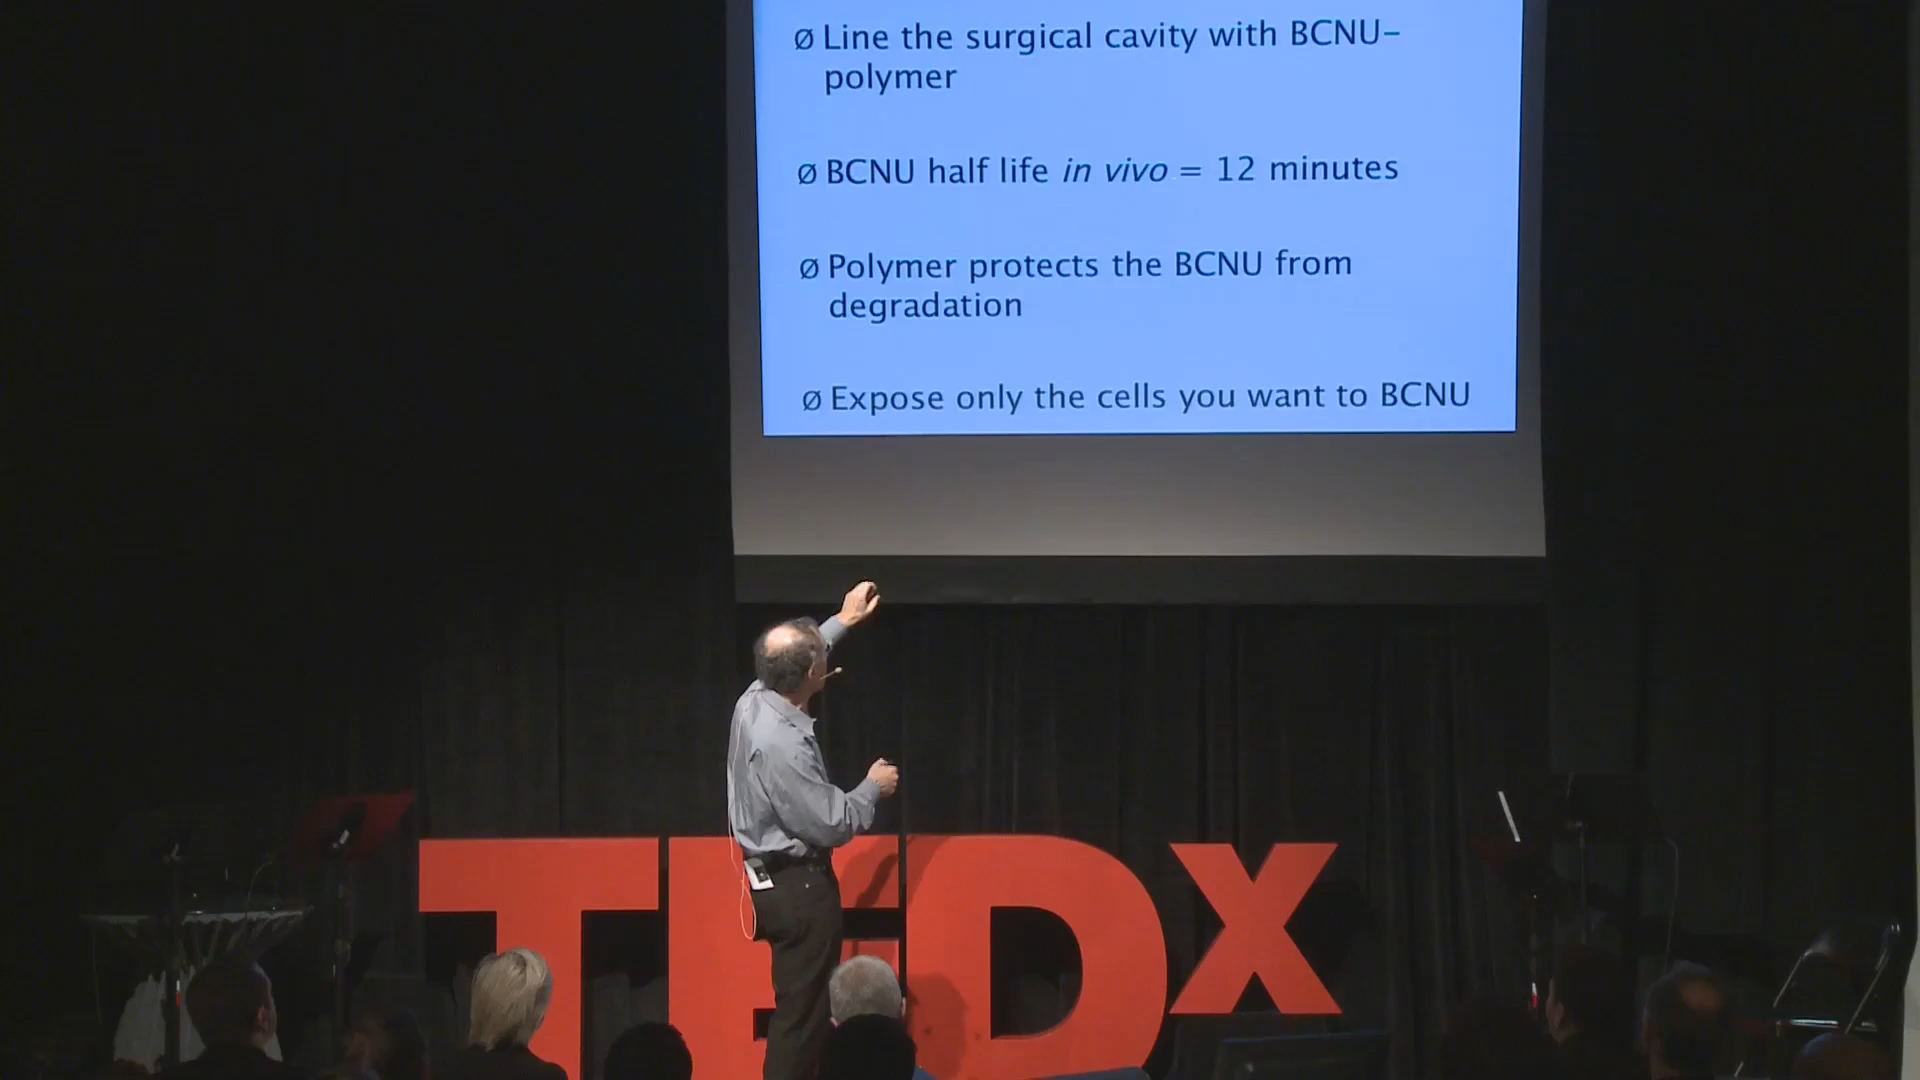 Ø Line the surgical cavity with BCNU–
polymer
Ø BCNU half life in vivo = 12 minutes
Ø Polymer protects the BCNU from
degradation
Ø Expose only the cells you want to BCNU
TEDx